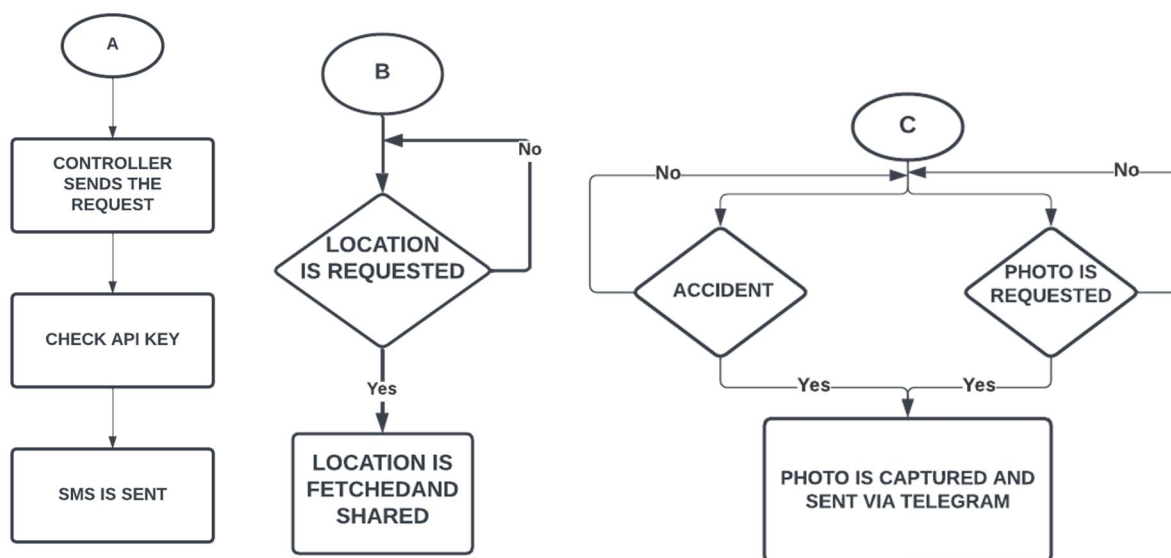 A
CONTROLLER
SENDS THE
REQUEST
CHECK API KEY
SMS IS SENT
B
No
LOCATION
IS REQUESTED
Yes
LOCATION IS
FETCHEDAND
SHARED
C
No
No
ACCIDENT
PHOTO IS
REQUESTED
Yes
Yes
PHOTO IS CAPTURED AND
SENT VIA TELEGRAM